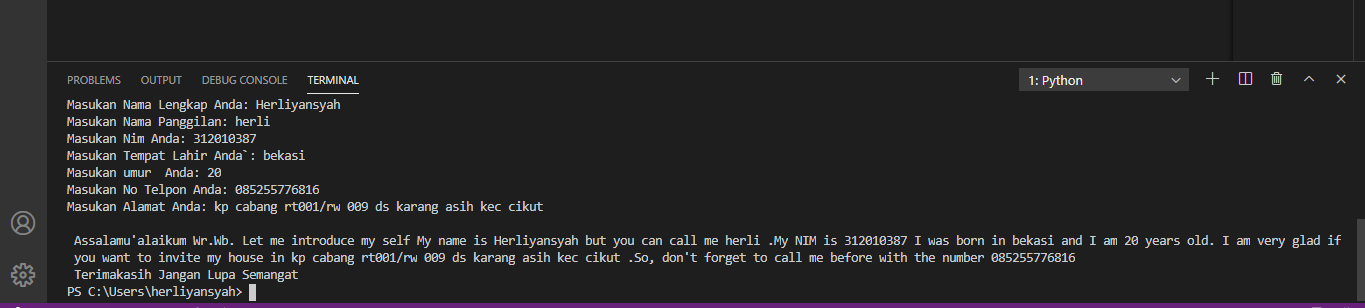 PROBLEMS OUTPUT DEBUG CONSOLE TERMINAL 1: Python
Masukan Nama Lengkap Anda: Herliyansyah
Masukan Nama Panggilan: herli
Masukan Nim Anda: 312010387
Masukan Tempat Lahir Anda`: bekasi
Masukan umur  Anda: 20
Masukan No Telpon Anda: 085255776816
Masukan Alamat Anda: kp cabang rt001/rw 009 ds karang asih kec cikut
Assalamu'alaikum Wr.Wb. Let me introduce my self My name is Herliyansyah but you can call me herli .My NIM is 312010387 I was born in bekasi and I am 20 years old. I am very glad if
you want to invite my house in kp cabang rt001/rw 009 ds karang asih kec cikut .So, don't forget to call me before with the number 085255776816
Terimakasih Jangan Lupa Semangat
PS C:\Users\herliyansyah>